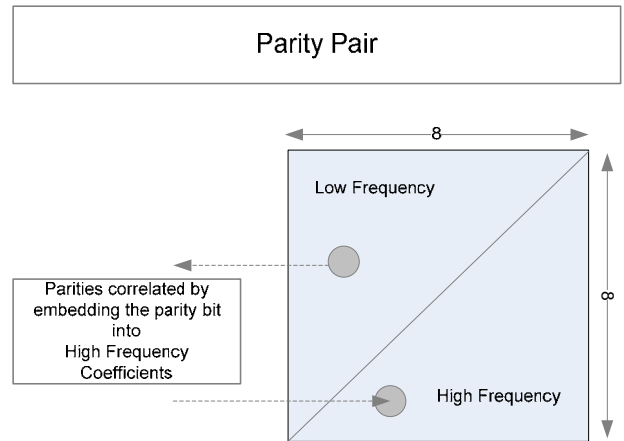 Parity Pair
8
Low Frequency
8
Parities correlated by
embedding the parity bit
into
High Frequency
Coefficients
High Frequency